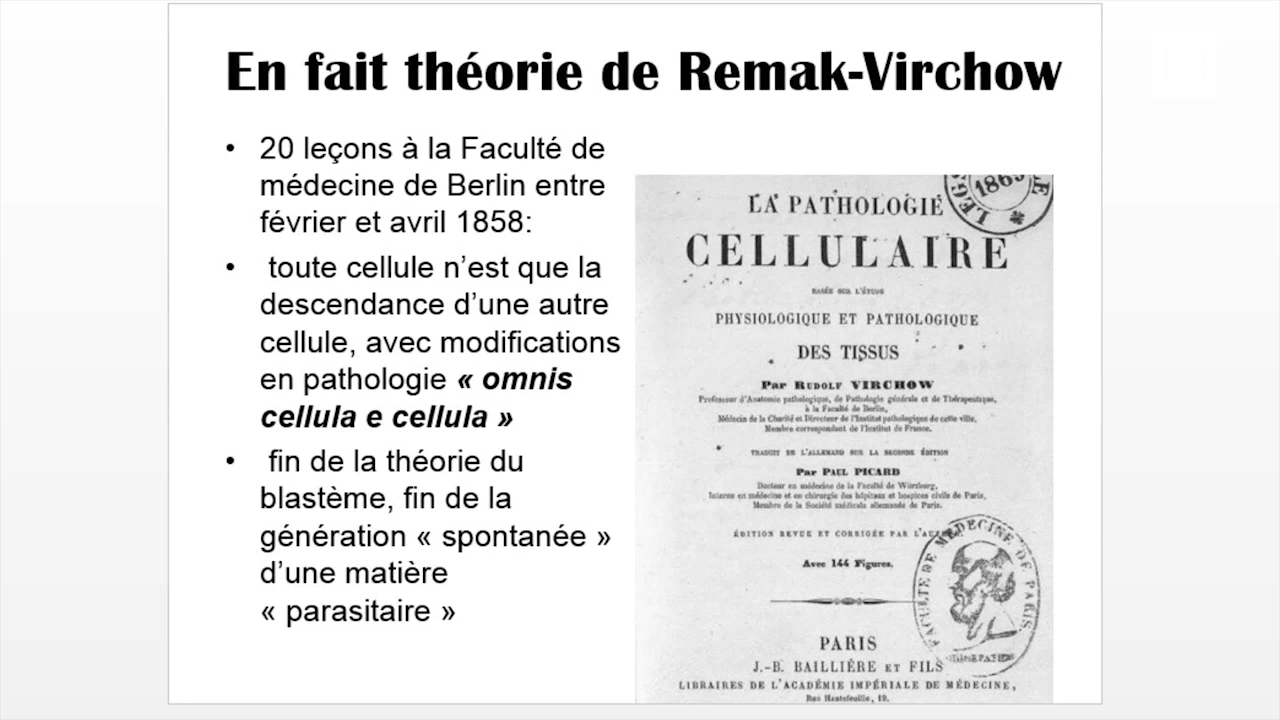 En fait théorie de Remak-Virchow
• 20 leçons à la Faculté de
médecine de Berlin entre
février et avril 1858:
• toute cellule n’est que la
descendance d’une autre
cellule, avec modifications
en pathologie « omnis
cellula e cellula »
• fin de la théorie du
blastème, fin de la
génération « spontanée »
d’une matière
« parasitaire »
LA PATHOLOGIE
CELLULAIRE
BASÉE SUR L'ÉTUDE
PHYSIOLOGIQUE ET PATHOLOGIQUE
DES TISSUS
Par RUDOLF VIRCHOW
Professeur d'Anatomie pathologique, de Pathologie générale et de Thérapeutique,
à la Faculté de Berlin,
Médecin de la Charité et Directeur de l'Institut pathologique de cette ville,
Membre correspondant de l'Institut de France.
TRADUIT DE L'ALLEMAND SUR LA SECONDE ÉDITION
Par PAUL PICARD
Docteur en médecine de la Faculté de Würzburg,
Interne en médecine et en chirurgie des hôpitaux et hospices civils de Paris,
Membre de la Société médicale allemande de Paris.
ÉDITION REVUE ET CORRIGÉE PAR
Avec 144 Figures.
FACULTÉ DE MÉDECINE DE PARIS
PARIS
J.-B. BAILLIÈRE ET FILS
LIBRAIRES DE L'ACADÉMIE IMPÉRIALE DE MÉDECINE,
Rue Hautefeuille, 19.